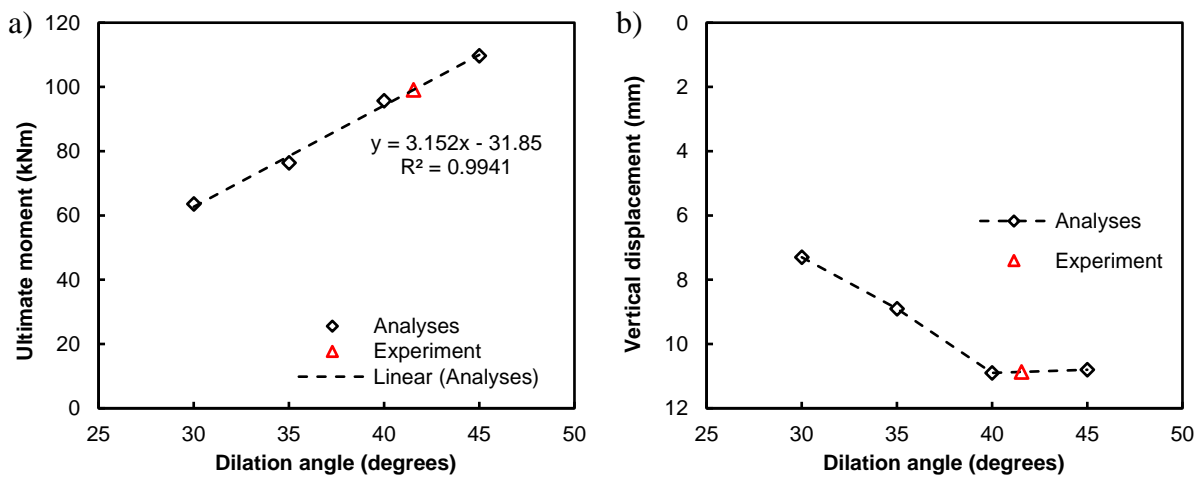 a)
Ultimate moment (kNm)
120
100
80
60
40
20
0
y = 3.152x - 31.85
R² = 0.9941
Analyses
Experiment
Linear (Analyses)
25 30 35 40 45 50
Dilation angle (degrees)
b)
Vertical displacement (mm)
0
2
4
6
8
10
12
Analyses
Experiment
25 30 35 40 45 50
Dilation angle (degrees)